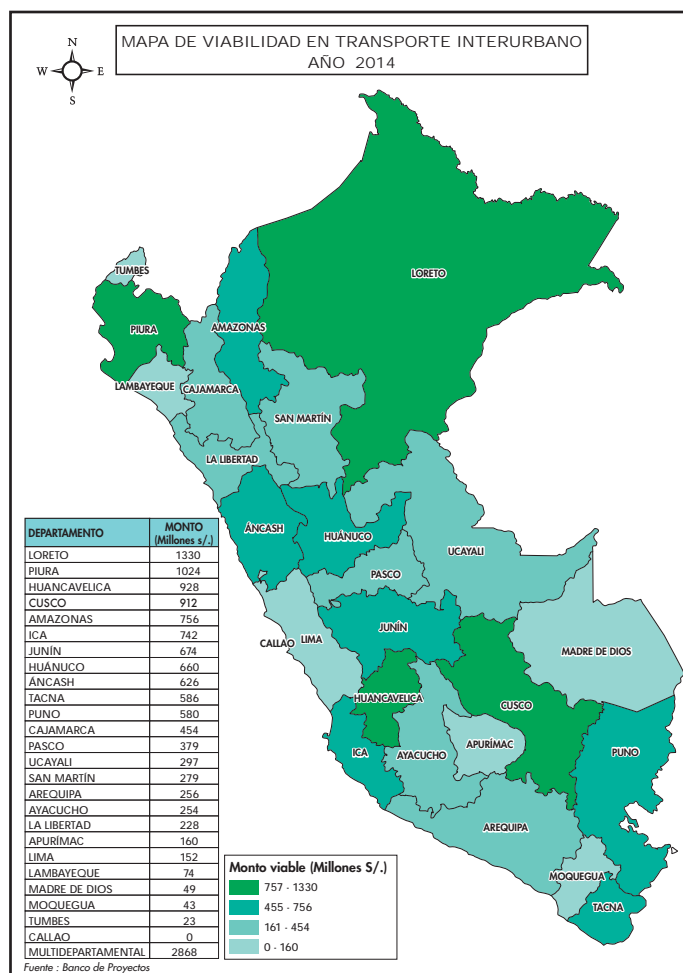 MAPA DE VIABILIDAD EN TRANSPORTE INTERURBANO
AÑO 2014
N
W E
S
LORETO
TUMBES
PIURA
AMAZONAS
LAMBAYEQUE
CAJAMARCA
SAN MARTÍN
LA LIBERTAD
ÁNCASH
HUÁNUCO
UCAYALI
PASCO
JUNÍN
CALLAO
LIMA
MADRE DE DIOS
HUANCAVELICA
CUSCO
ICA
AYACUCHO
APURÍMAC
PUNO
AREQUIPA
MOQUEGUA
TACNA
DEPARTAMENTO MONTO
(Millones s/.)
LORETO 1330
PIURA 1024
HUANCAVELICA 928
CUSCO 912
AMAZONAS 756
ICA 742
JUNÍN 674
HUÁNUCO 660
ÁNCASH 626
TACNA 586
PUNO 580
CAJAMARCA 454
PASCO 379
UCAYALI 297
SAN MARTÍN 279
AREQUIPA 256
AYACUCHO 254
LA LIBERTAD 228
APURÍMAC 160
LIMA 152
LAMBAYEQUE 74
MADRE DE DIOS 49
MOQUEGUA 43
TUMBES 23
CALLAO 0
MULTIDEPARTAMENTAL 2868
Fuente : Banco de Proyectos
Monto viable (Millones S/.)
757 - 1330
455 - 756
161 - 454
0 - 160